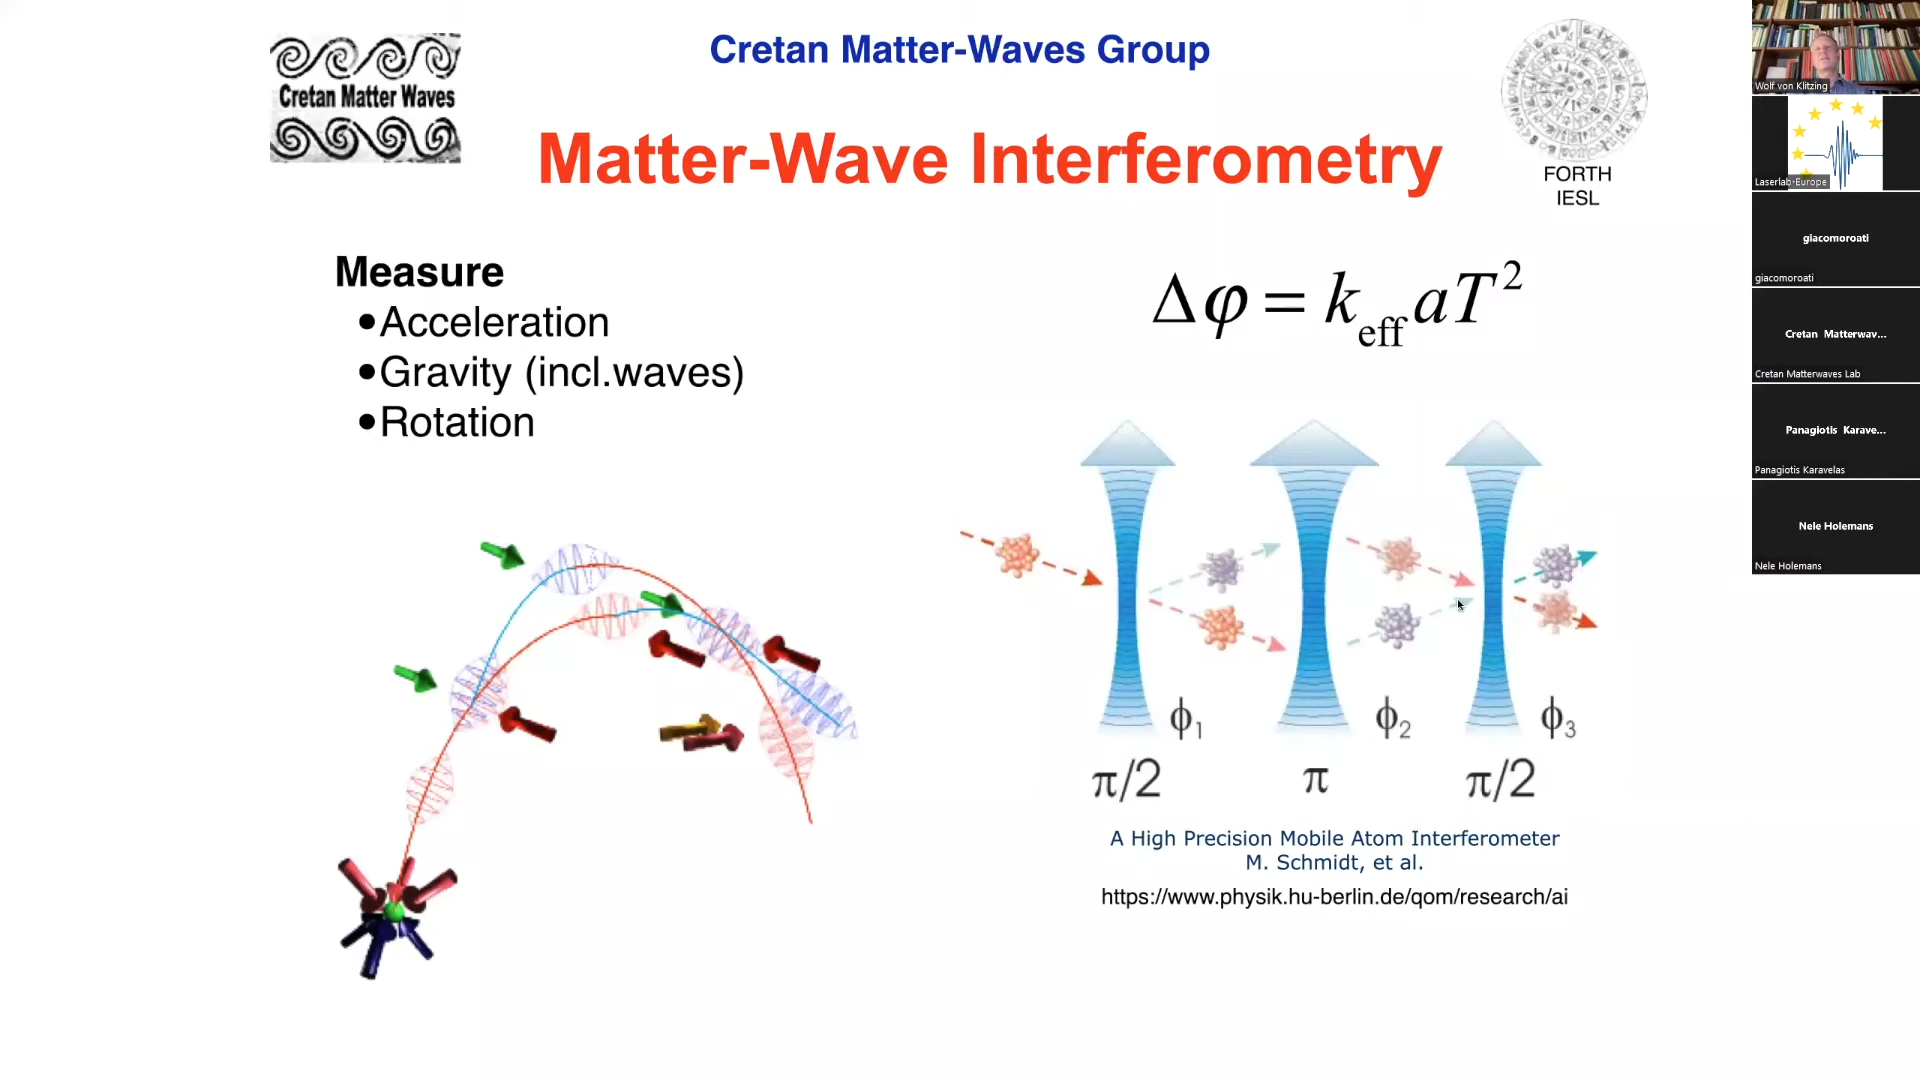 Cretan Matter-Waves Group
Cretan Matter Waves
Matter-Wave Interferometry
FORTH
IESL
Measure
•Acceleration
•Gravity (incl.waves)
•Rotation
Δφ = k_eff aT²
ϕ₁
ϕ₂
ϕ₃
π/2
π
π/2
A High Precision Mobile Atom Interferometer
M. Schmidt, et al.
https://www.physik.hu-berlin.de/qom/research/ai
Wolf von Klitzing
Laserlab-Europe
giacomoroati
giacomoroati
Cretan Matterwav...
Cretan Matterwaves Lab
Panagiotis Karave...
Panagiotis Karavelas
Nele Holemans
Nele Holemans